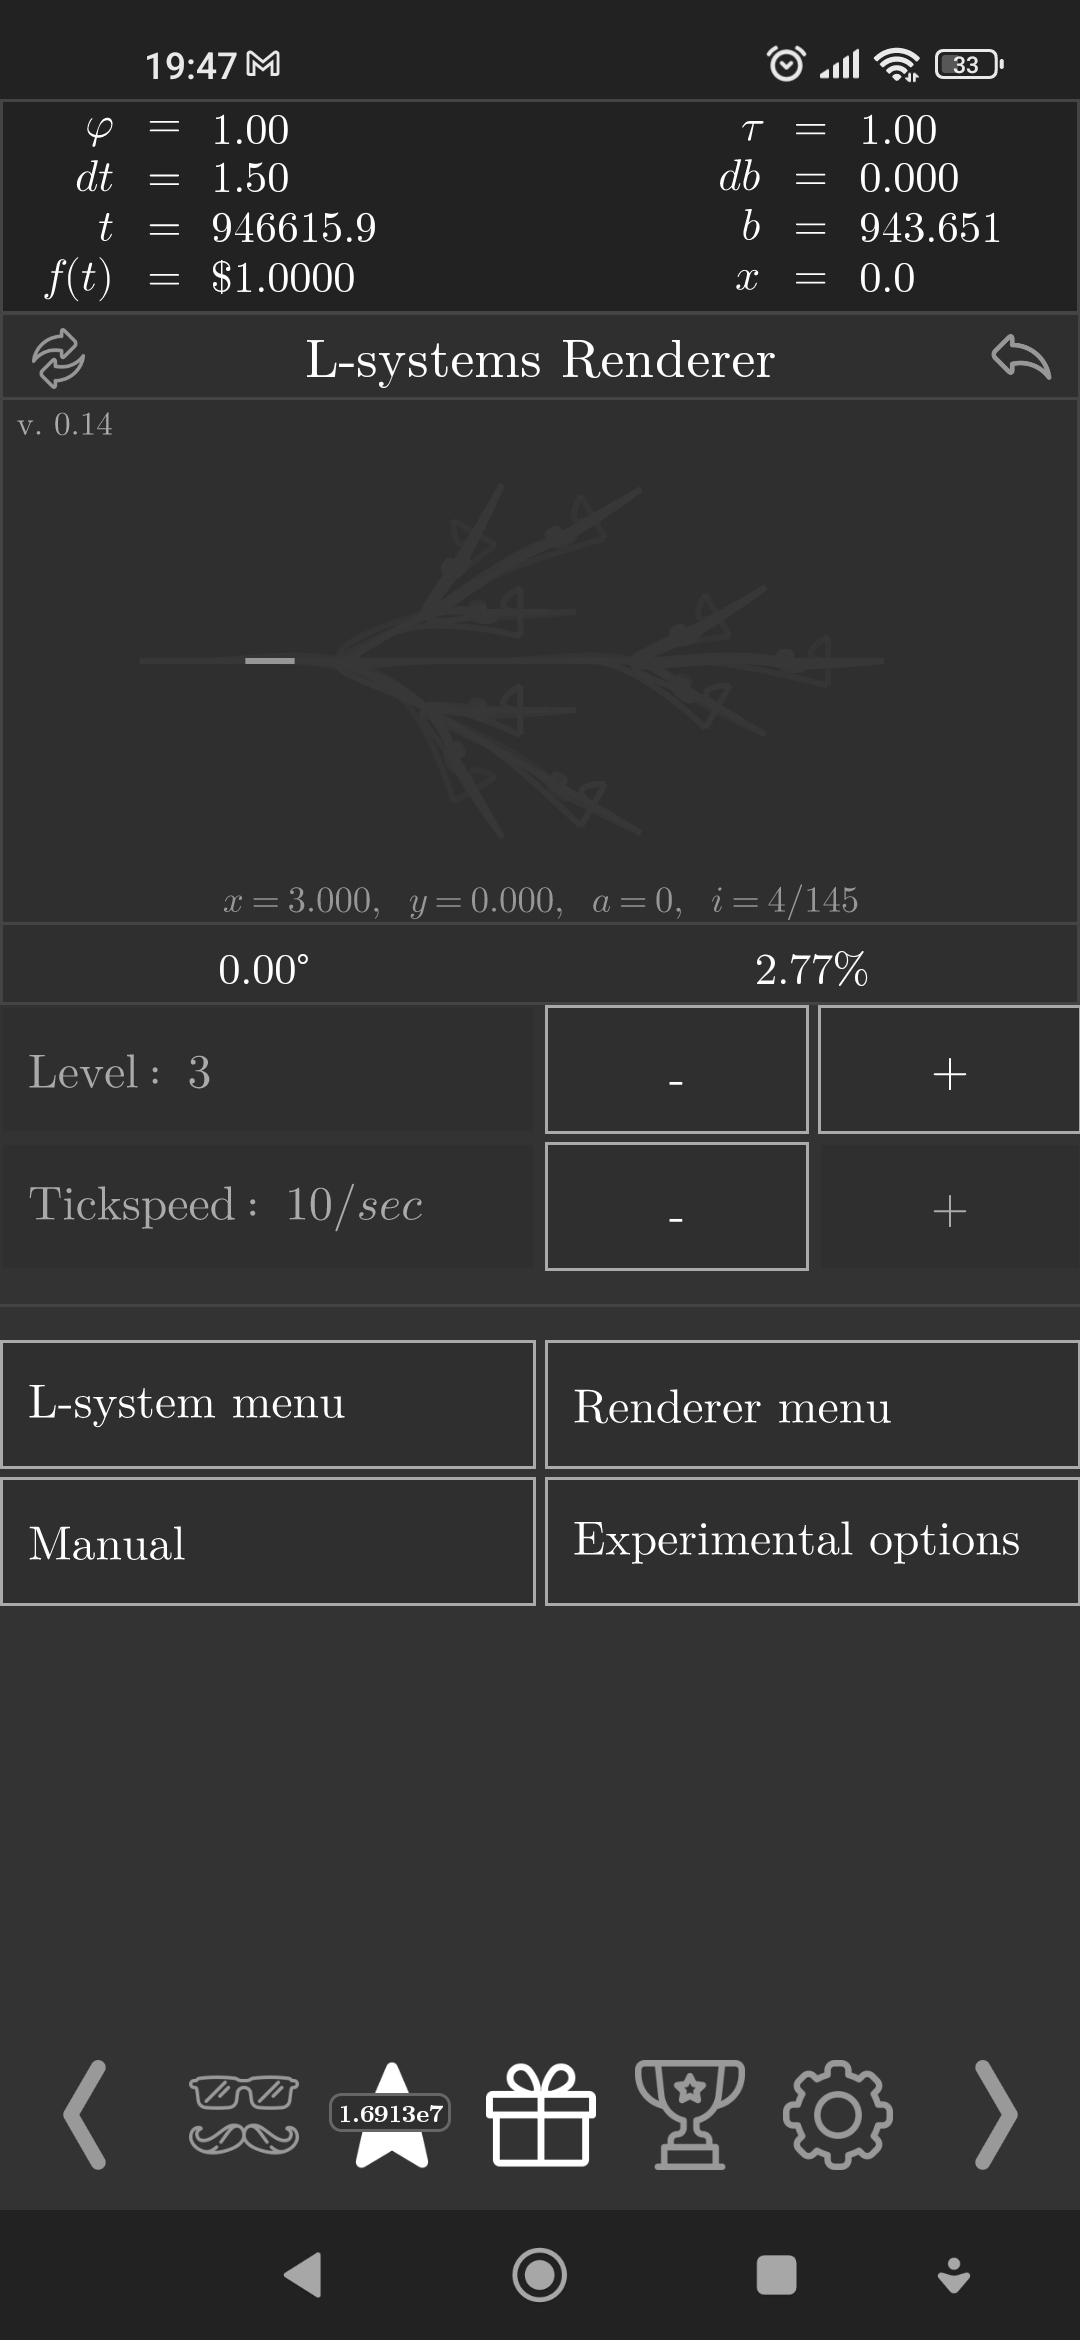 19:47 33
φ = 1.00 τ = 1.00
dt = 1.50 db = 0.000
t = 946615.9 b = 943.651
f(t) = $1.0000 x = 0.0
L-systems Renderer
v. 0.14
x = 3.000, y = 0.000, a = 0, i = 4/145
0.00° 2.77%
Level: 3 - +
Tickspeed: 10/sec - +
L-system menu Renderer menu
Manual Experimental options
1.6913e7